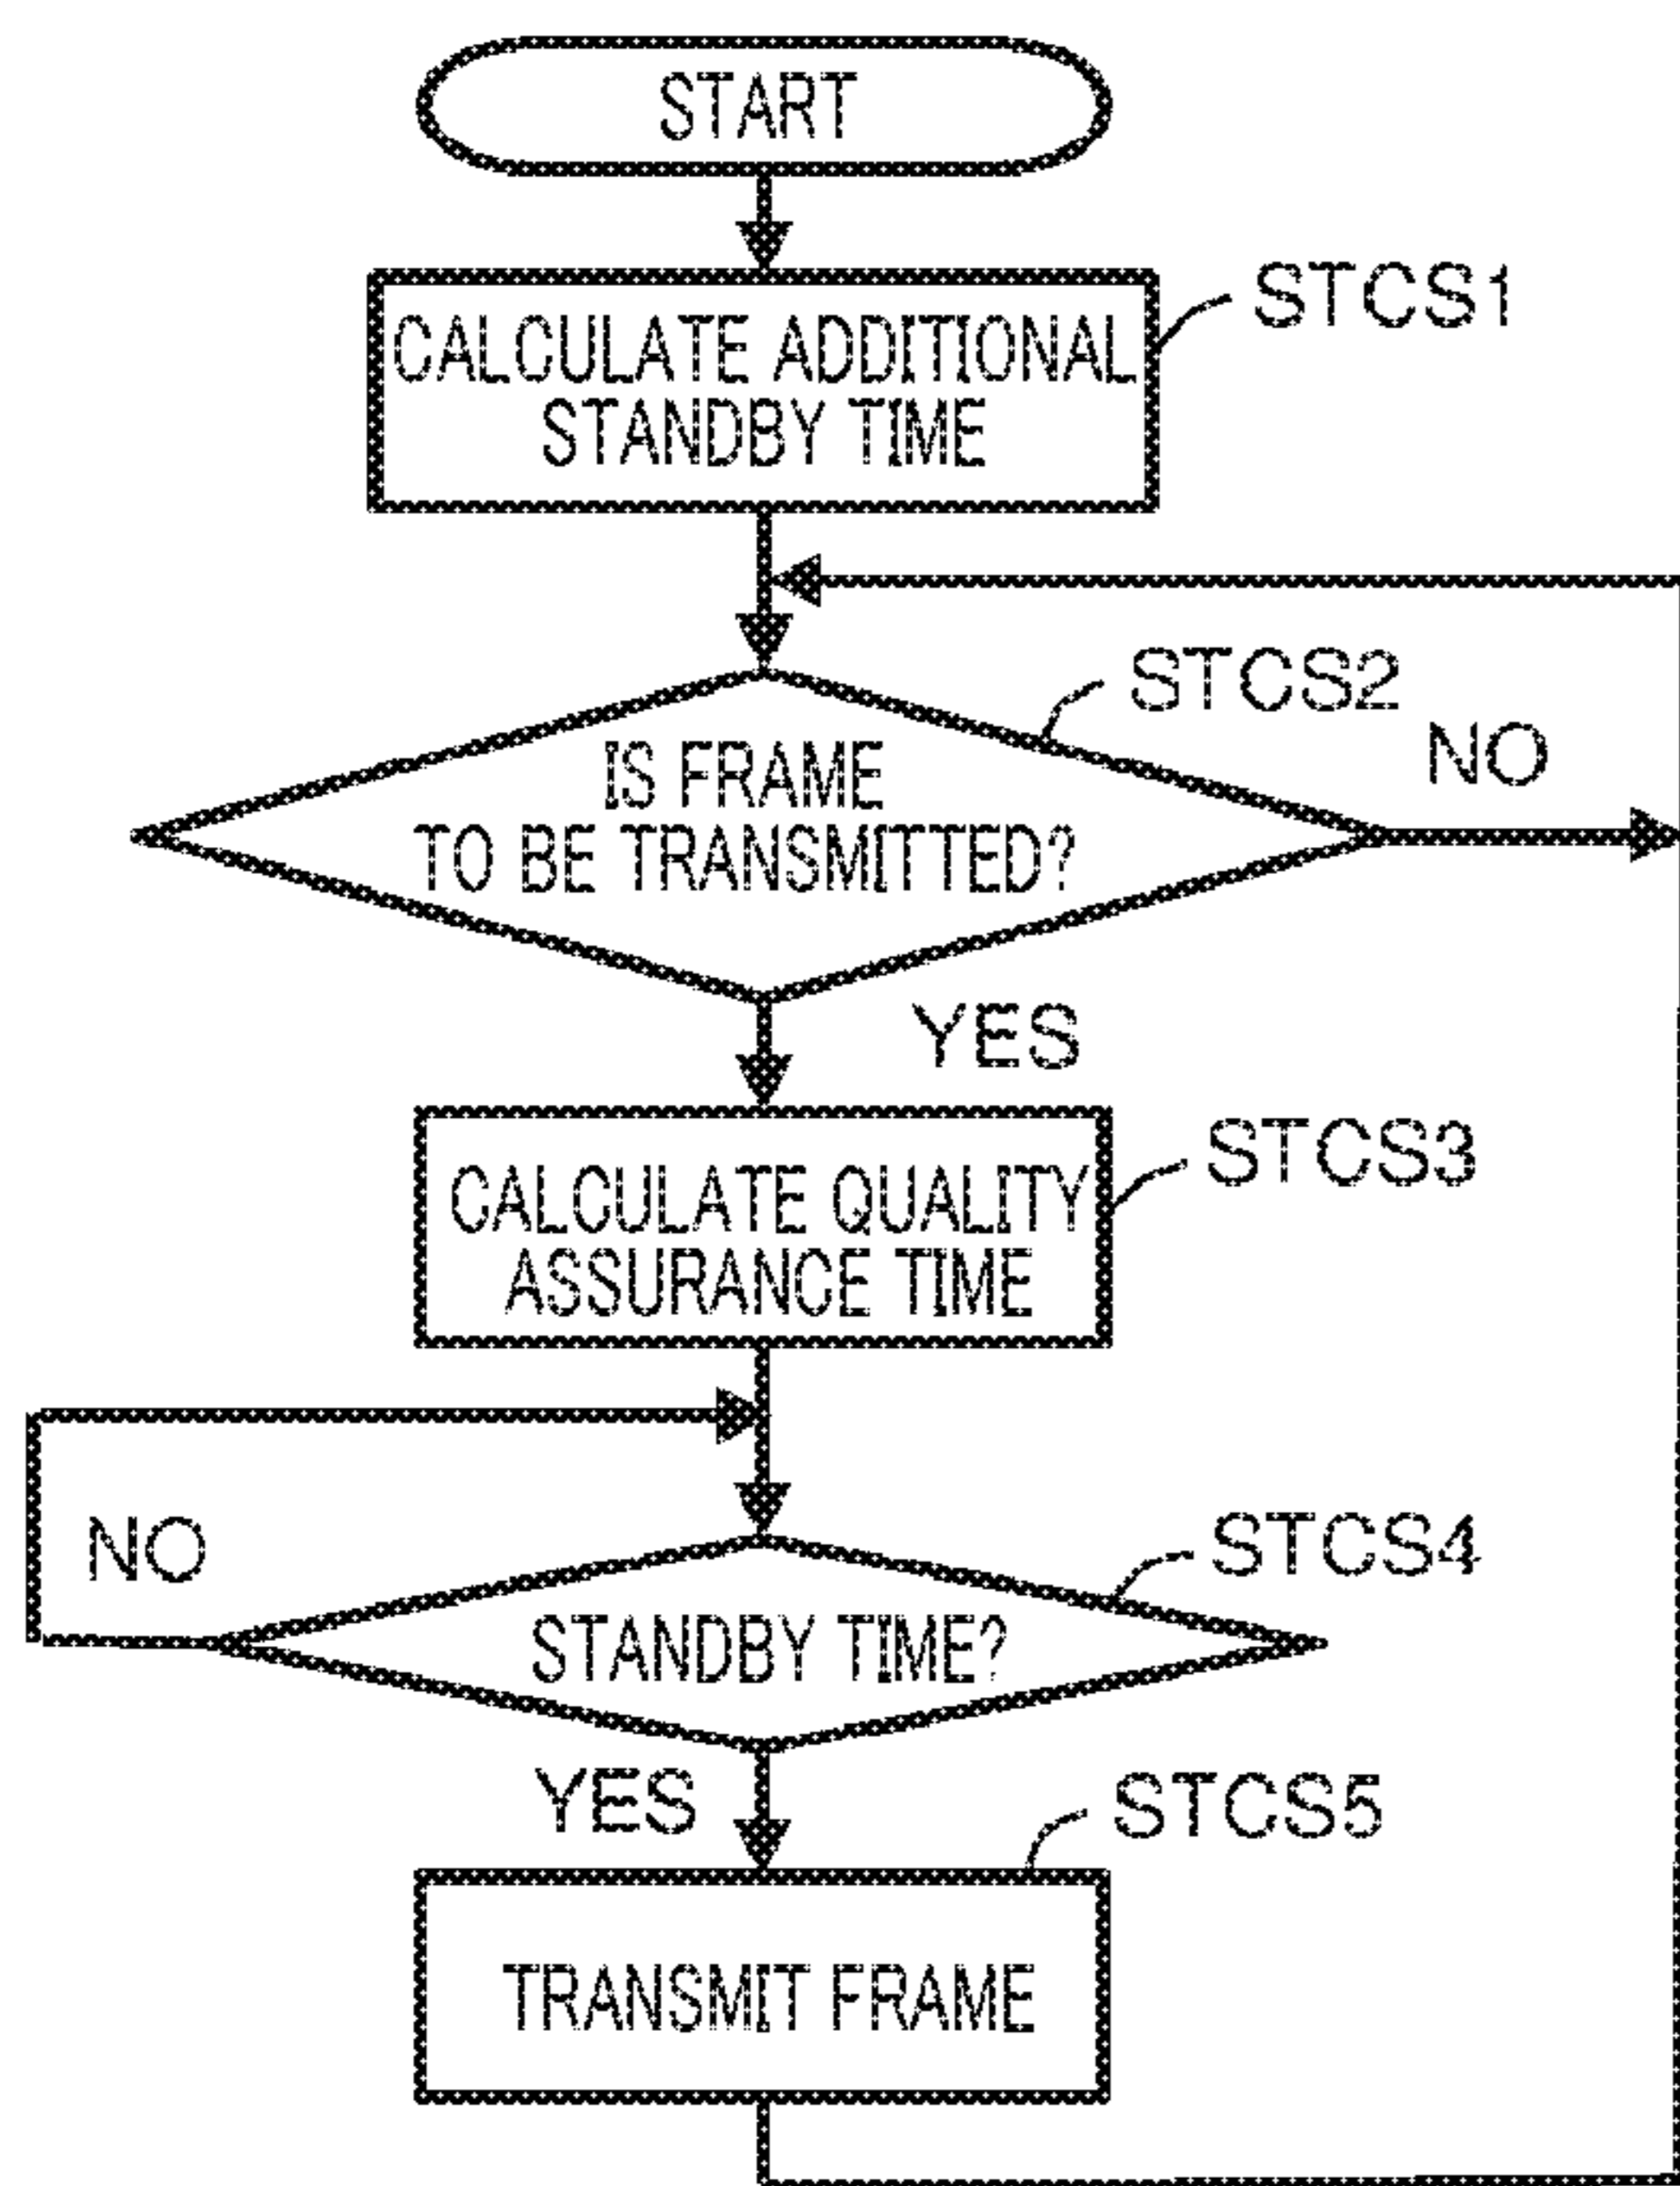 START
CALCULATE ADDITIONAL
STANDBY TIME
STCS1
IS FRAME
TO BE TRANSMITTED?
STCS2
NO
YES
CALCULATE QUALITY
ASSURANCE TIME
STCS3
NO
STANDBY TIME?
STCS4
YES
STCS5
TRANSMIT FRAME